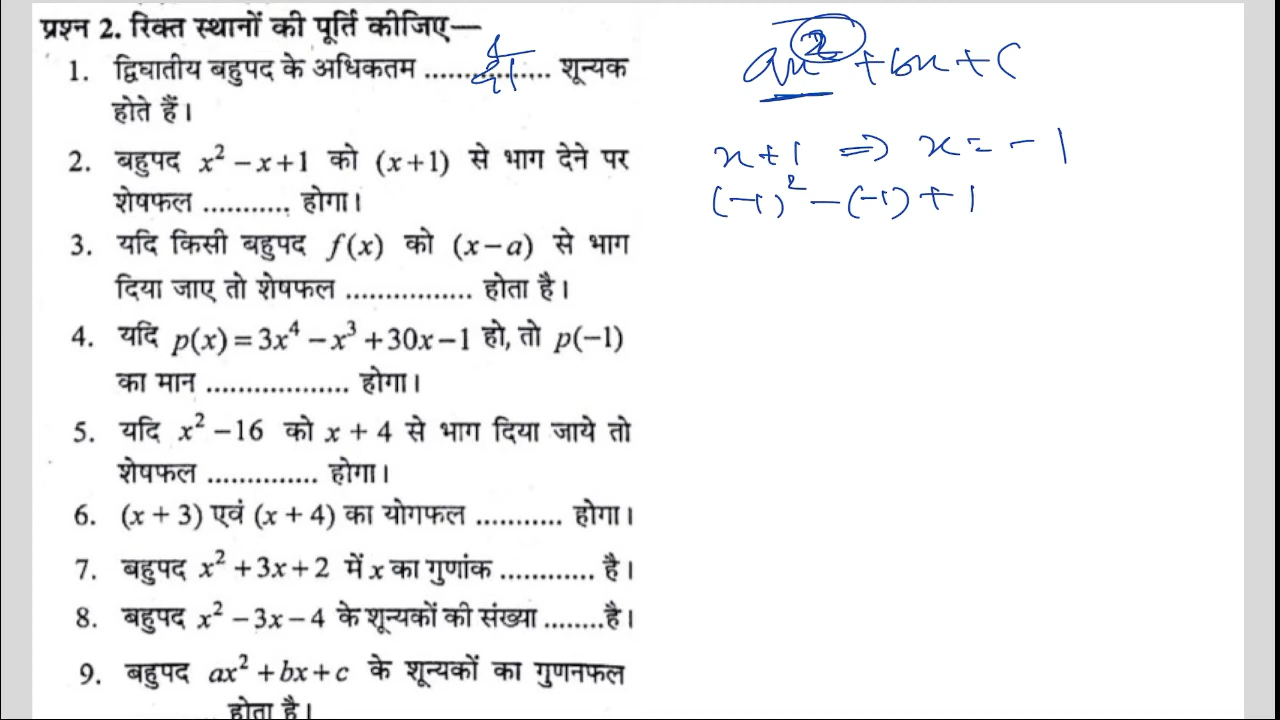 प्रश्न 2. रिक्त स्थानों की पूर्ति कीजिए—
1. द्विघातीय बहुपद के अधिकतम ..दो.. शून्यक
होते हैं।
2. बहुपद x² – x + 1 को (x + 1) से भाग देने पर
शेषफल ........... होगा।
3. यदि किसी बहुपद f(x) को (x – a) से भाग
दिया जाए तो शेषफल ................ होता है।
4. यदि p(x) = 3x⁴ – x³ + 30x – 1 हो, तो p(–1)
का मान .................. होगा।
5. यदि x² – 16 को x + 4 से भाग दिया जाये तो
शेषफल .............. होगा।
6. (x + 3) एवं (x + 4) का योगफल ........... होगा।
7. बहुपद x² + 3x + 2 में x का गुणांक ............ है।
8. बहुपद x² – 3x – 4 के शून्यकों की संख्या ........है।
9. बहुपद ax² + bx + c के शून्यकों का गुणनफल
........ होता है।
ax² + bx + c
x + 1 ⇒ x = – 1
(–1)² – (–1) + 1